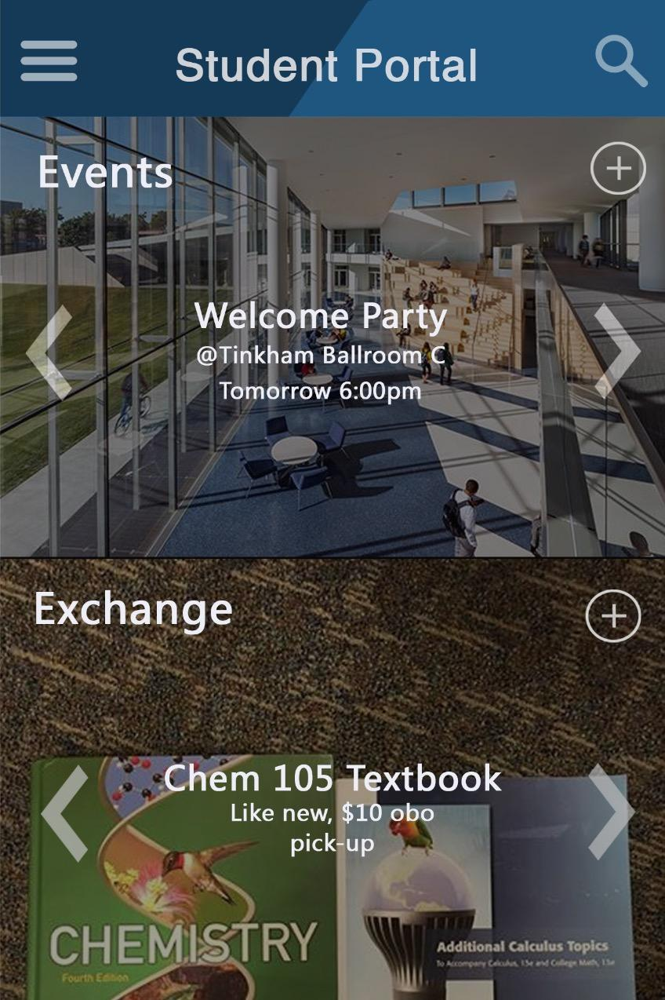 Student Portal
Events
Welcome Party
@Tinkham Ballroom C
Tomorrow 6:00pm
Exchange
Chem 105 Textbook
Like new, $10 obo
pick-up
CHEMISTRY
Fourth Edition
Additional Calculus Topics
To Accompany Calculus, 13e and College Math, 13e